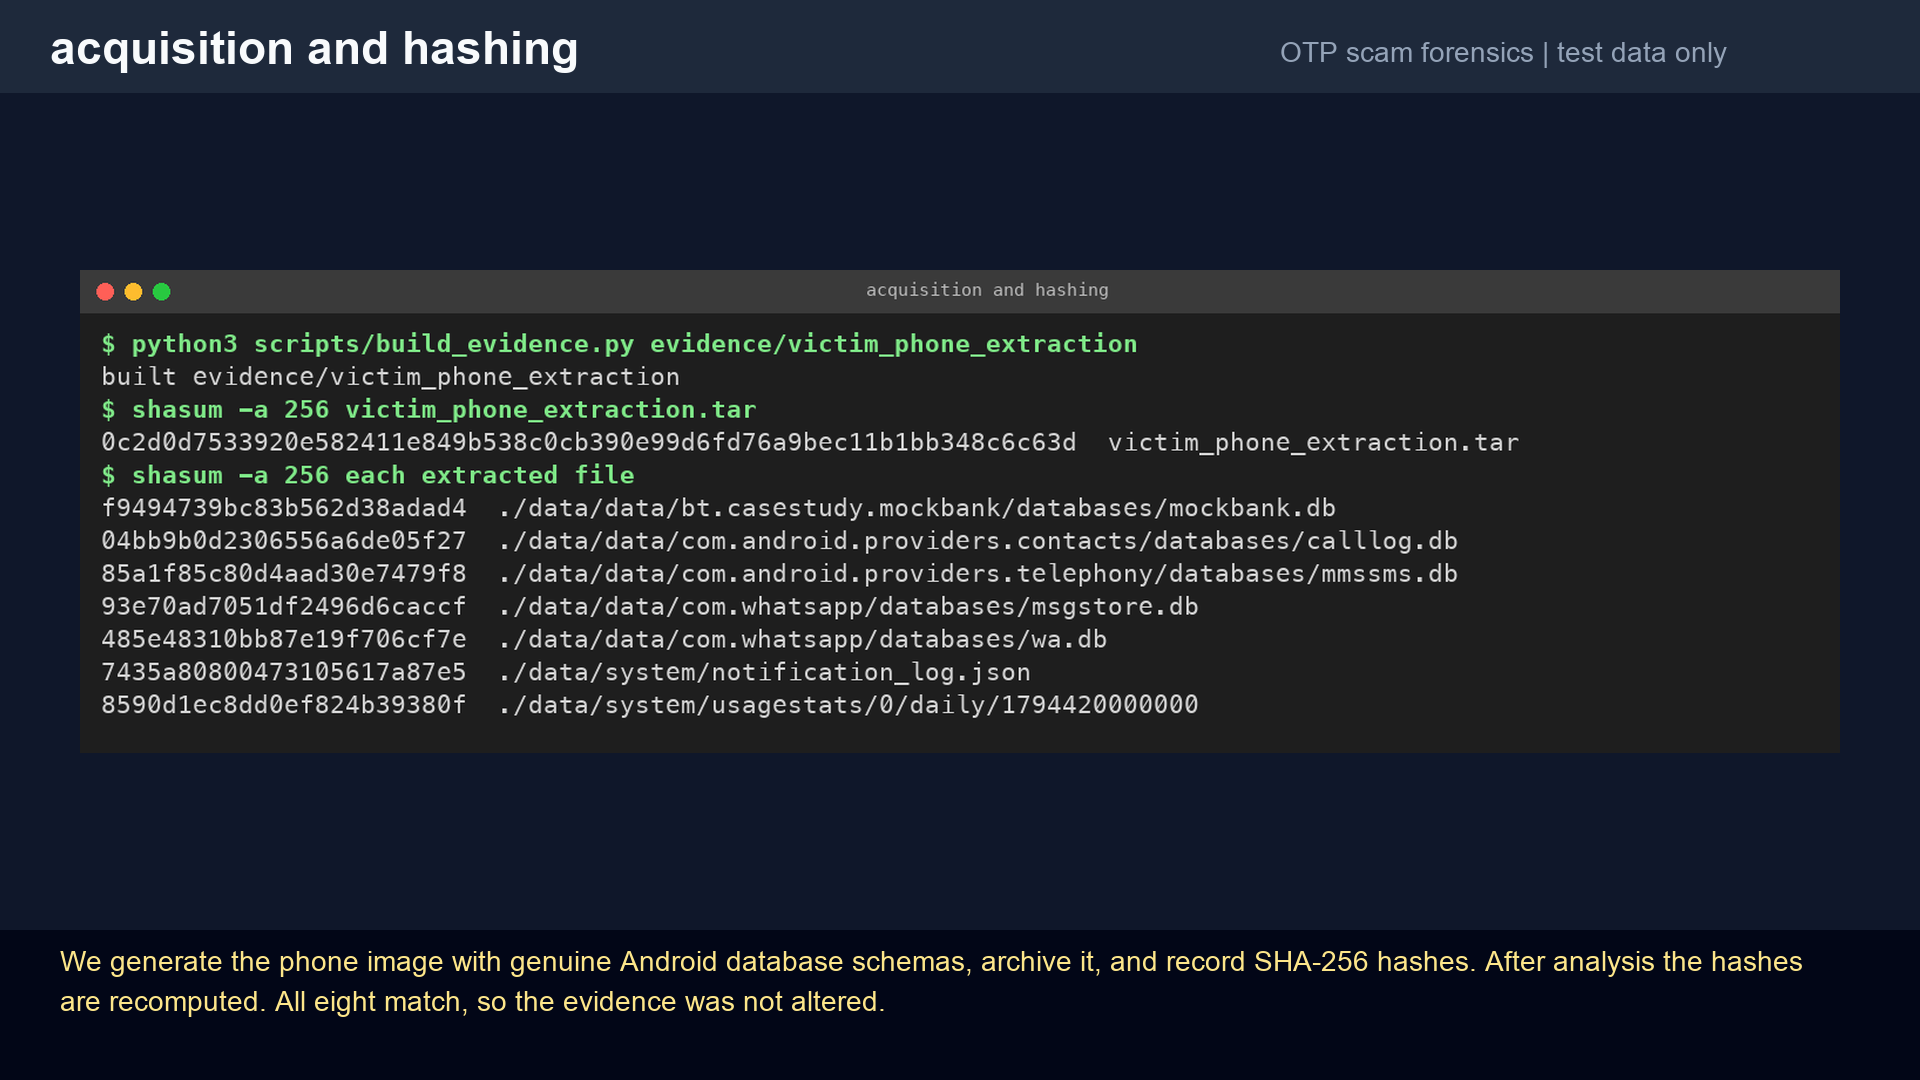 acquisition and hashing
OTP scam forensics | test data only
acquisition and hashing
$ python3 scripts/build_evidence.py evidence/victim_phone_extraction
built evidence/victim_phone_extraction
$ shasum −a 256 victim_phone_extraction.tar
0c2d0d7533920e582411e849b538c0cb390e99d6fd76a9bec11b1bb348c6c63d  victim_phone_extraction.tar
$ shasum −a 256 each extracted file
f9494739bc83b562d38adad4  ./data/data/bt.casestudy.mockbank/databases/mockbank.db
04bb9b0d2306556a6de05f27  ./data/data/com.android.providers.contacts/databases/calllog.db
85a1f85c80d4aad30e7479f8  ./data/data/com.android.providers.telephony/databases/mmssms.db
93e70ad7051df2496d6caccf  ./data/data/com.whatsapp/databases/msgstore.db
485e48310bb87e19f706cf7e  ./data/data/com.whatsapp/databases/wa.db
7435a80800473105617a87e5  ./data/system/notification_log.json
8590d1ec8dd0ef824b39380f  ./data/system/usagestats/0/daily/1794420000000
We generate the phone image with genuine Android database schemas, archive it, and record SHA-256 hashes. After analysis the hashes
are recomputed. All eight match, so the evidence was not altered.